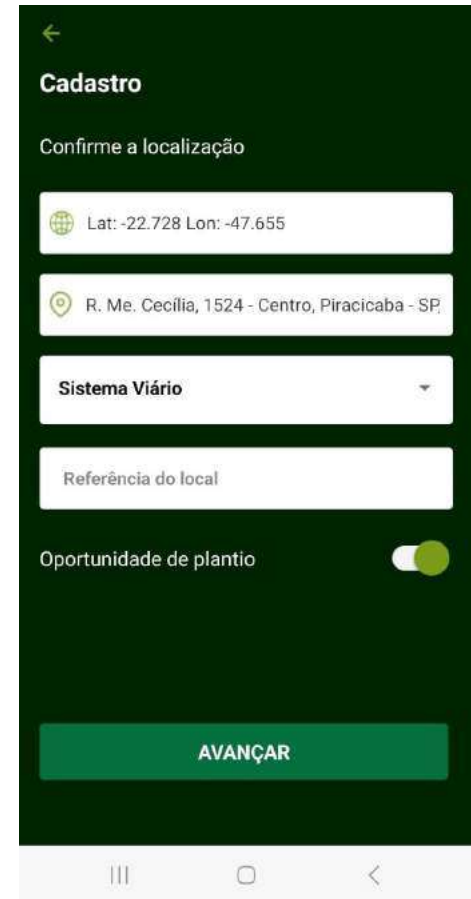 Cadastro
Confirme a localização
Lat: -22.728 Lon: -47.655
R. Me. Cecília, 1524 - Centro, Piracicaba - SP,
Sistema Viário
Referência do local
Oportunidade de plantio
AVANÇAR